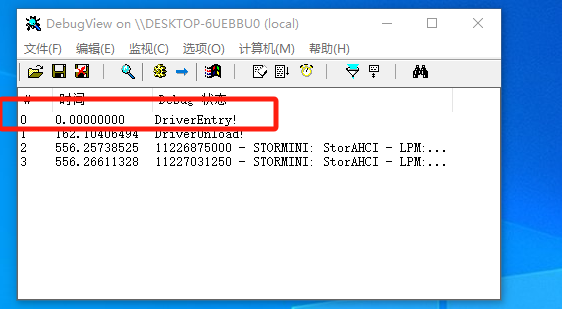 DebugView on \\DESKTOP-6UEBBU0 (local)
文件(F) 编辑(E) 监视(C) 选项(O) 计算机(M) 帮助(H)
# 时间 Debug 状态
0 0.00000000 DriverEntry!
1 162.10406494 DriverUnload!
2 556.25738525 11226875000 - STORMINI: StorAHCI - LPM:...
3 556.26611328 11227031250 - STORMINI: StorAHCI - LPM:...